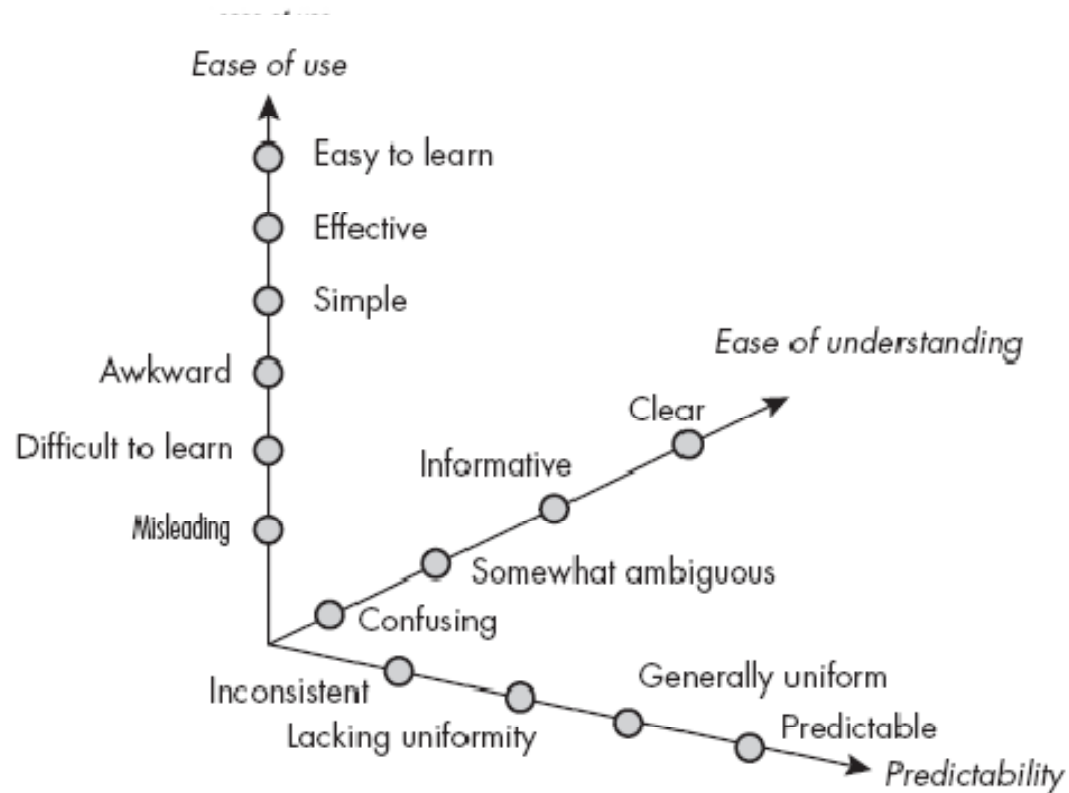 Ease of use
Easy to learn
Effective
Simple
Awkward
Difficult to learn
Misleading
Ease of understanding
Clear
Informative
Somewhat ambiguous
Confusing
Inconsistent
Lacking uniformity
Generally uniform
Predictable
Predictability